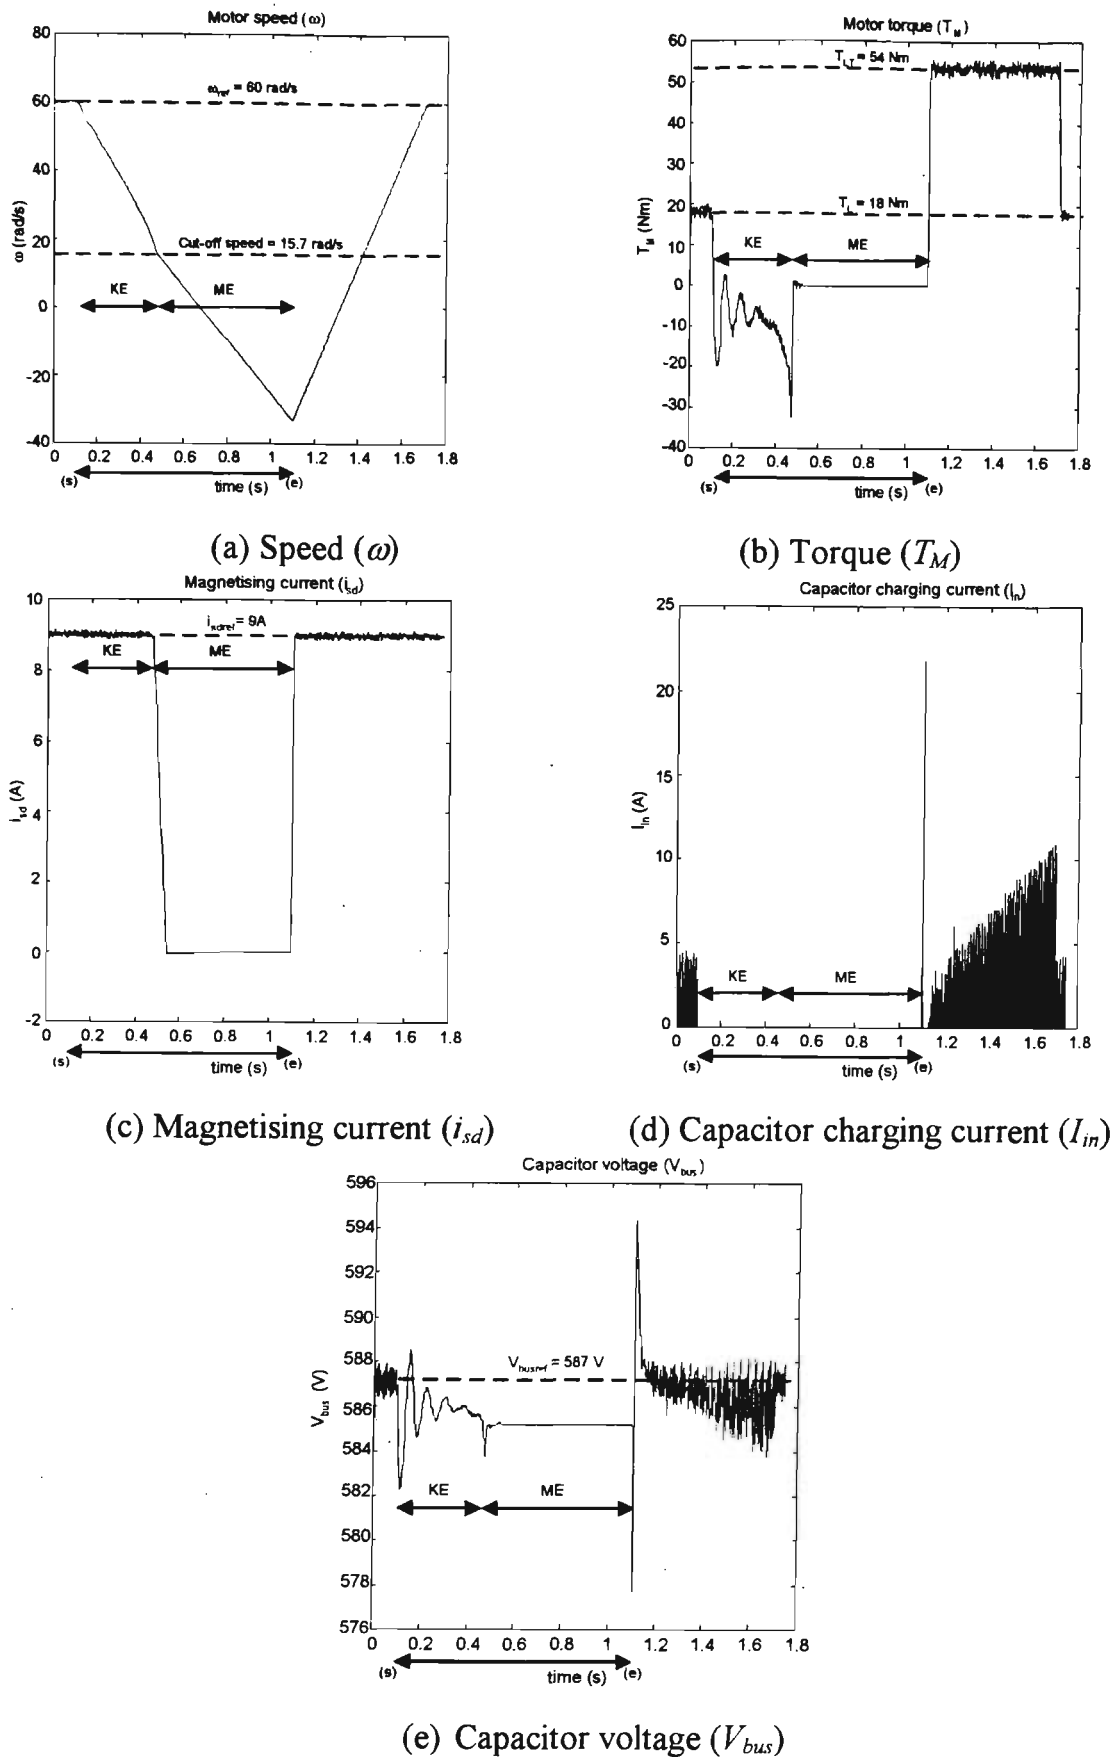 Motor speed (ω)
80
60
40
20
0
-20
-40
ω (rad/s)
ω_ref = 60 rad/s
Cut-off speed = 15.7 rad/s
KE
ME
0 0.2 0.4 0.6 0.8 1 1.2 1.4 1.6 1.8
(s) time (s) (e)
(a) Speed (ω)
Motor torque (T_M)
60
50
40
30
20
10
0
-10
-20
-30
-40
T_M (Nm)
T_LT = 54 Nm
T_L = 18 Nm
KE
ME
0 0.2 0.4 0.6 0.8 1 1.2 1.4 1.6 1.8
(s) time (s) (e)
(b) Torque (T_M)
Magnetising current (i_sd)
10
8
6
4
2
0
-2
i_sd (A)
i_sdref = 9A
KE
ME
0 0.2 0.4 0.6 0.8 1 1.2 1.4 1.6 1.8
(s) time (s) (e)
(c) Magnetising current (i_sd)
Capacitor charging current (I_in)
25
20
15
10
5
0
I_in (A)
KE
ME
0 0.2 0.4 0.6 0.8 1 1.2 1.4 1.6 1.8
(s) time (s) (e)
(d) Capacitor charging current (I_in)
Capacitor voltage (V_bus)
596
594
592
590
588
586
584
582
580
578
576
V_bus (V)
V_busref = 587 V
KE
ME
0 0.2 0.4 0.6 0.8 1 1.2 1.4 1.6 1.8
(s) time (s) (e)
(e) Capacitor voltage (V_bus)